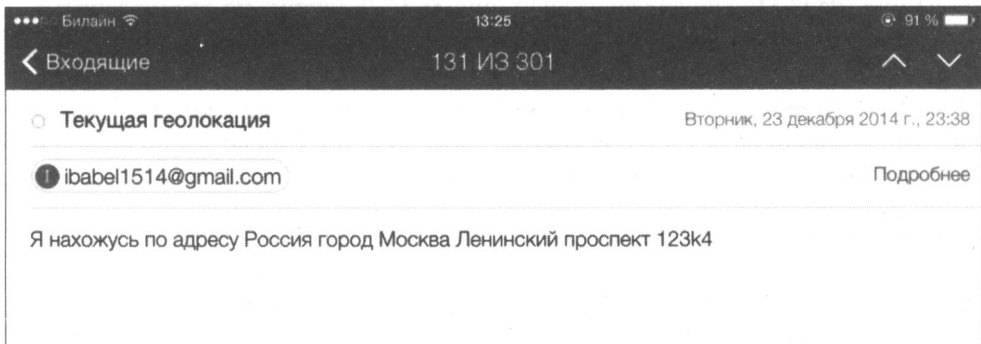 Билайн 13:25 91 %
Входящие 131 ИЗ 301
Текущая геолокация Вторник, 23 декабря 2014 г., 23:38
I ibabel1514@gmail.com Подробнее
Я нахожусь по адресу Россия город Москва Ленинский проспект 123k4